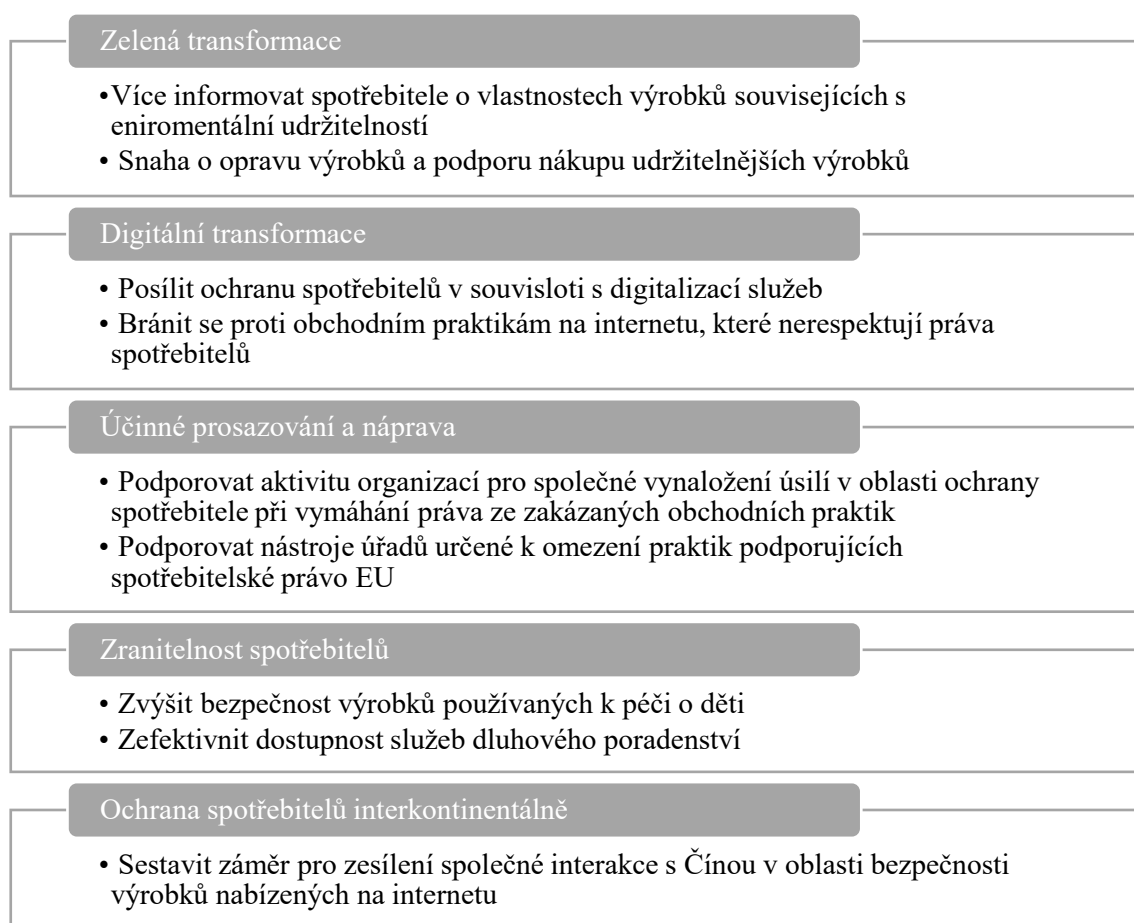 Zelená transformace
•Více informovat spotřebitele o vlastnostech výrobků souvisejících s
eniromentální udržitelností
• Snaha o opravu výrobků a podporu nákupu udržitelnějších výrobků
Digitální transformace
• Posílit ochranu spotřebitelů v souvisloti s digitalizací služeb
• Bránit se proti obchodním praktikám na internetu, které nerespektují práva
spotřebitelů
Účinné prosazování a náprava
• Podporovat aktivitu organizací pro společné vynaložení úsilí v oblasti ochrany
spotřebitele při vymáhání práva ze zakázaných obchodních praktik
• Podporovat nástroje úřadů určené k omezení praktik podporujících
spotřebitelské právo EU
Zranitelnost spotřebitelů
• Zvýšit bezpečnost výrobků používaných k péči o děti
• Zefektivnit dostupnost služeb dluhového poradenství
Ochrana spotřebitelů interkontinentálně
• Sestavit záměr pro zesílení společné interakce s Čínou v oblasti bezpečnosti
výrobků nabízených na internetu